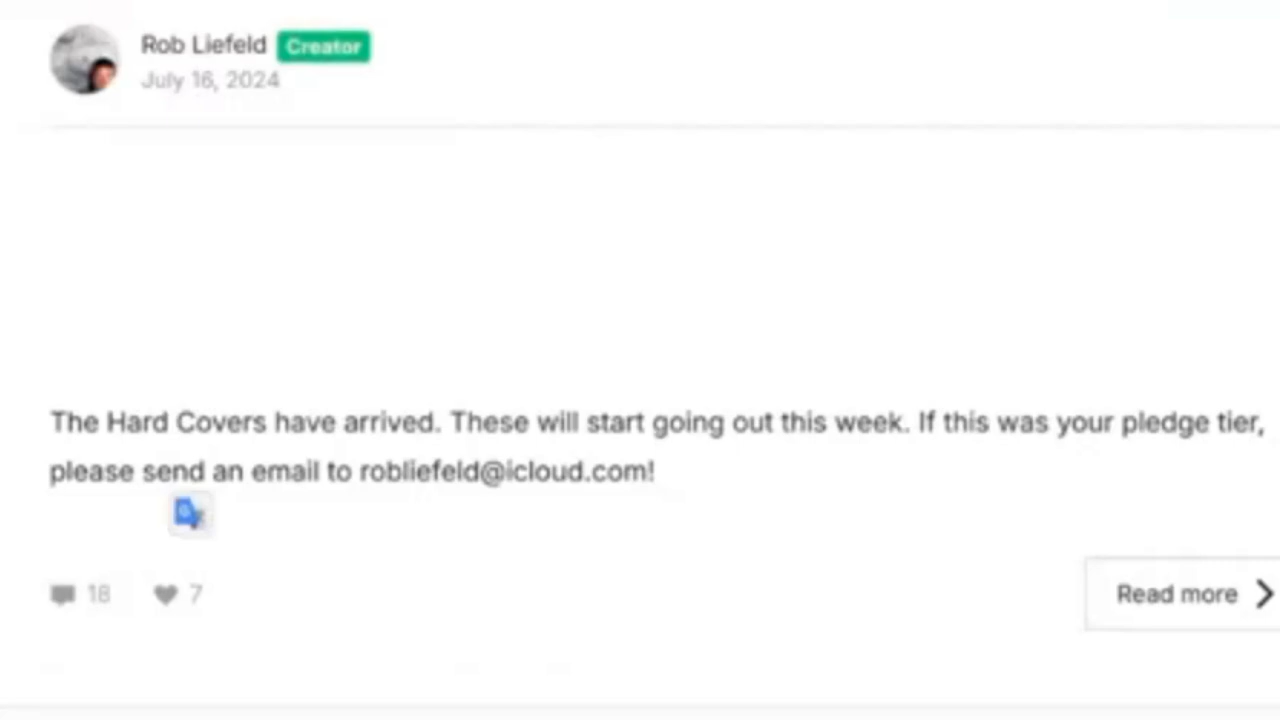 Rob Liefeld Creator
July 16, 2024
The Hard Covers have arrived. These will start going out this week. If this was your pledge tier,
please send an email to robliefeld@icloud.com!
G
18 7
Read more